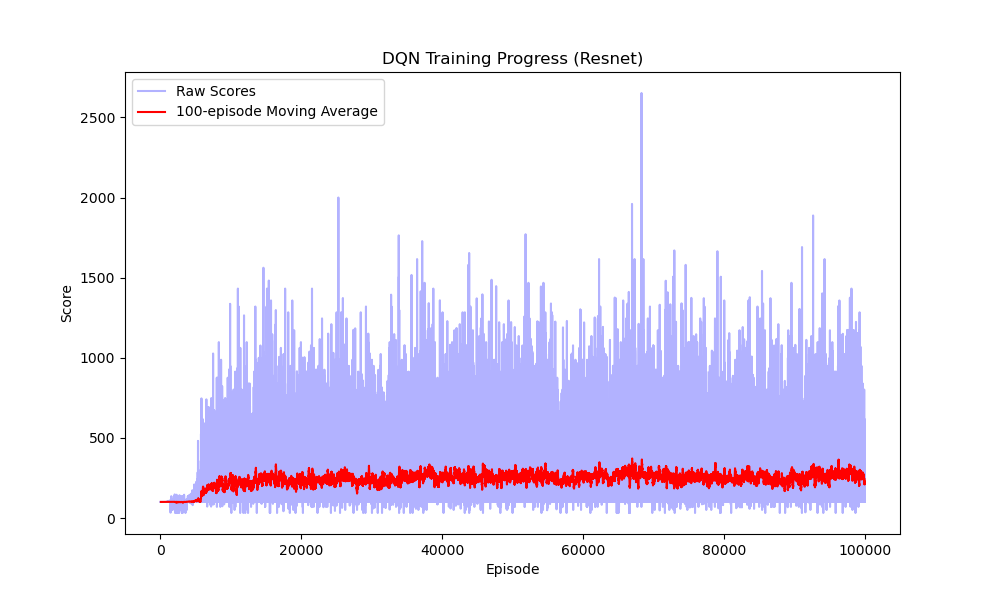 DQN Training Progress (Resnet)
Raw Scores
100-episode Moving Average
2500
2000
1500
1000
500
0
Score
0 20000 40000 60000 80000 100000
Episode